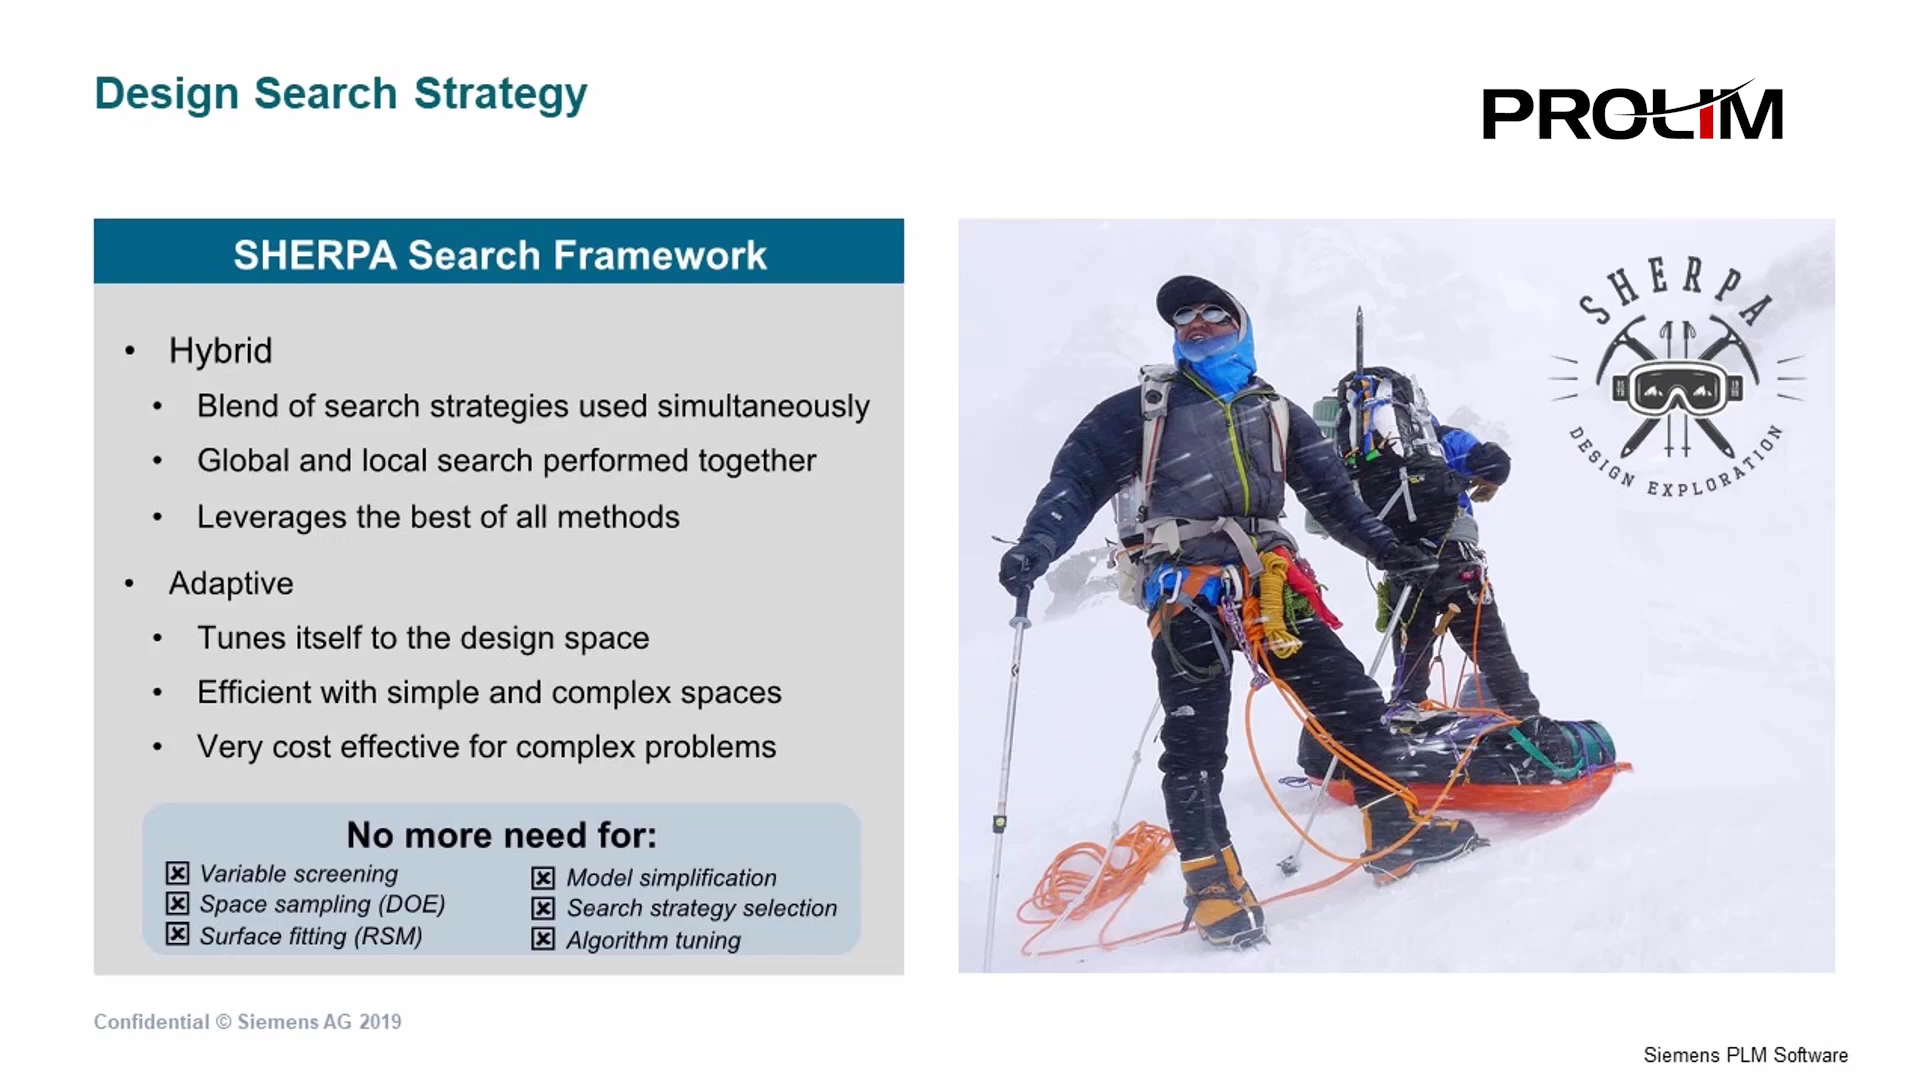 Design Search Strategy
PROLIM
SHERPA Search Framework
• Hybrid
• Blend of search strategies used simultaneously
• Global and local search performed together
• Leverages the best of all methods
• Adaptive
• Tunes itself to the design space
• Efficient with simple and complex spaces
• Very cost effective for complex problems
No more need for:
Variable screening
Space sampling (DOE)
Surface fitting (RSM)
Model simplification
Search strategy selection
Algorithm tuning
SHERPA
DESIGN EXPLORATION
Confidential © Siemens AG 2019
Siemens PLM Software